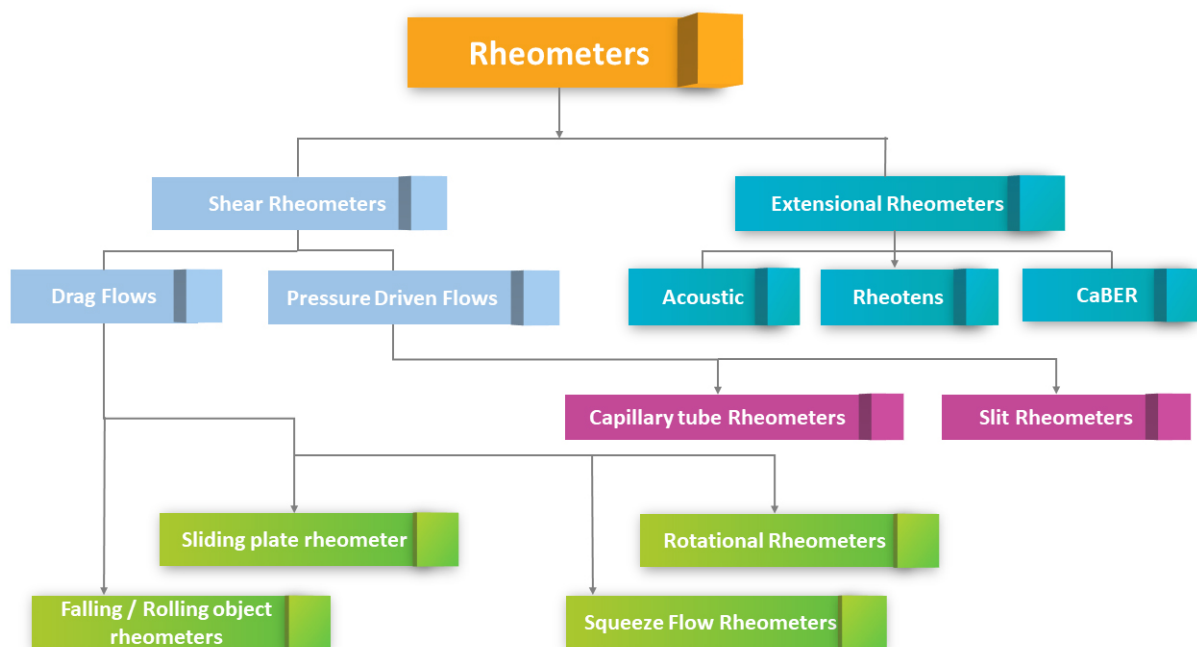 Rheometers
Shear Rheometers
Extensional Rheometers
Drag Flows
Pressure Driven Flows
Acoustic
Rheotens
CaBER
Capillary tube Rheometers
Slit Rheometers
Sliding plate rheometer
Rotational Rheometers
Falling / Rolling object
rheometers
Squeeze Flow Rheometers